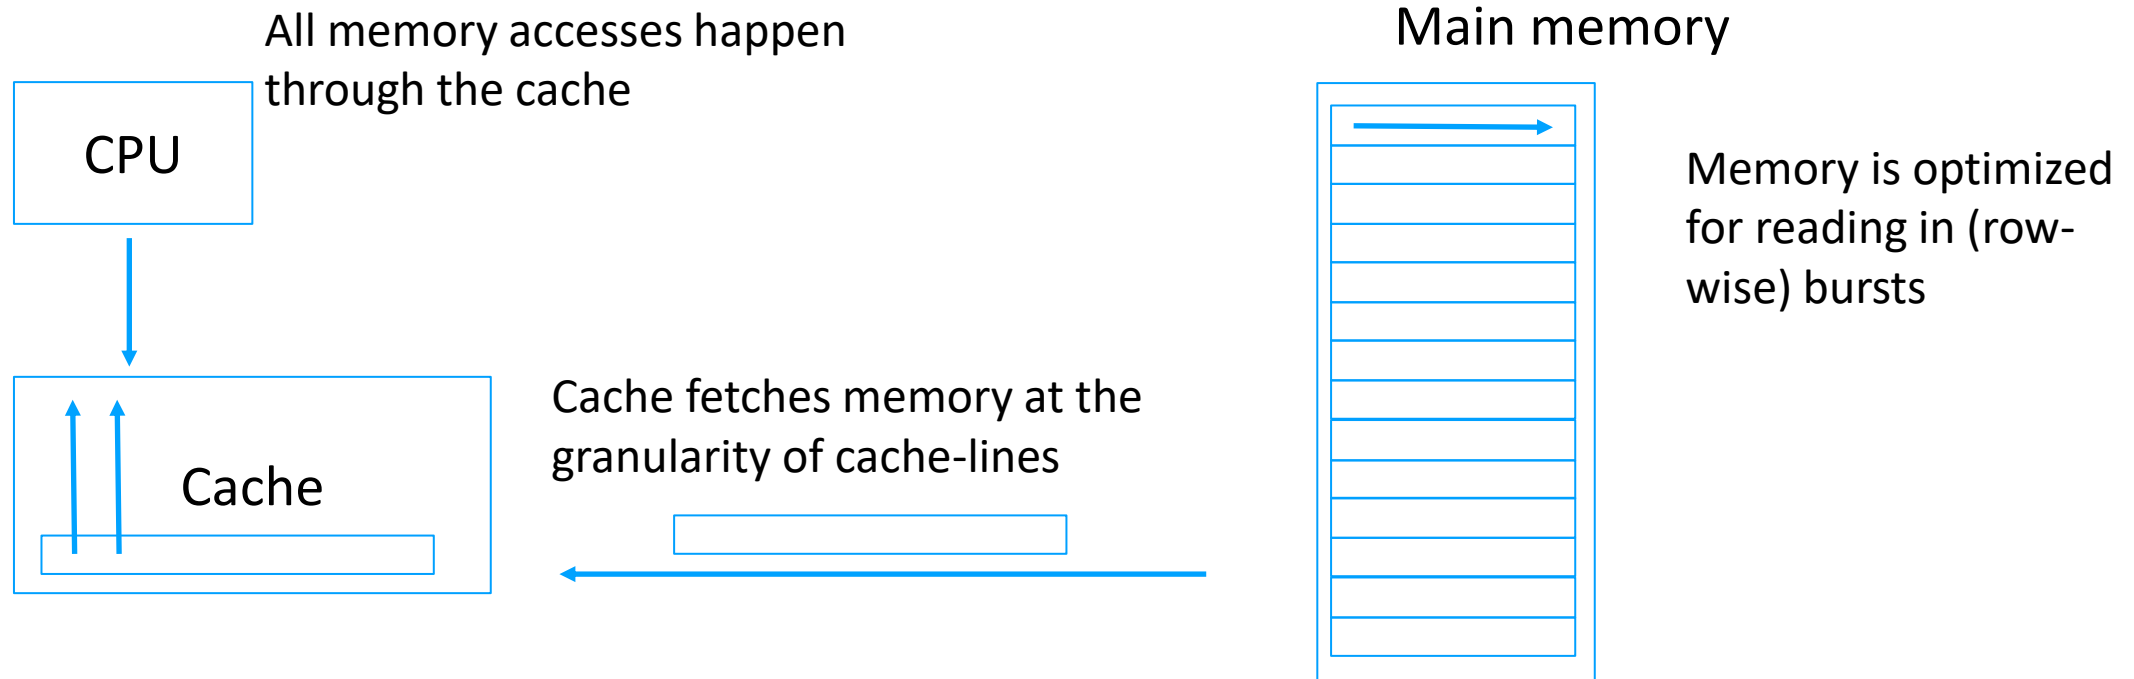 All memory accesses happen
through the cache
CPU
Main memory
Memory is optimized
for reading in (row-
wise) bursts
Cache fetches memory at the
granularity of cache-lines
Cache